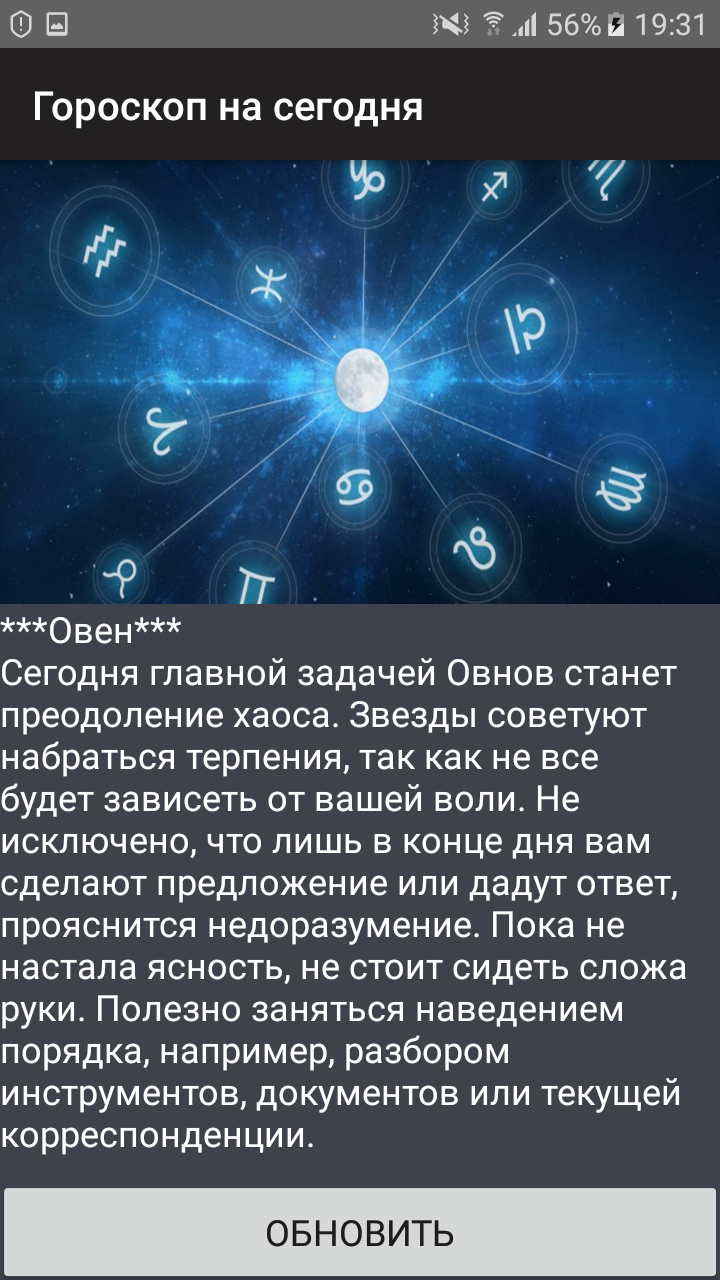 56% 19:31
Гороскоп на сегодня
***Овен***
Сегодня главной задачей Овнов станет
преодоление хаоса. Звезды советуют
набраться терпения, так как не все
будет зависеть от вашей воли. Не
исключено, что лишь в конце дня вам
сделают предложение или дадут ответ,
прояснится недоразумение. Пока не
настала ясность, не стоит сидеть сложа
руки. Полезно заняться наведением
порядка, например, разбором
инструментов, документов или текущей
корреспонденции.
ОБНОВИТЬ